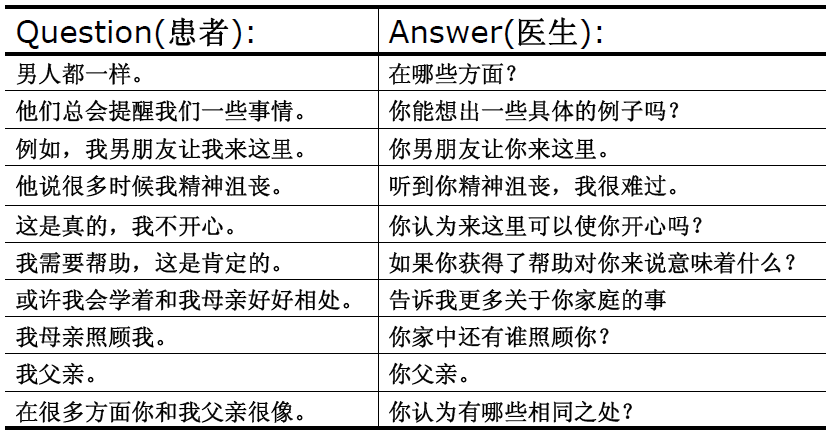 Question(患者): Answer(医生):
男人都一样。 在哪些方面？
他们总会提醒我们一些事情。 你能想出一些具体的例子吗？
例如，我男朋友让我来这里。 你男朋友让你来这里。
他说很多时候我精神沮丧。 听到你精神沮丧，我很难过。
这是真的，我不开心。 你认为来这里可以使你开心吗？
我需要帮助，这是肯定的。 如果你获得了帮助对你来说意味着什么？
或许我会学着和我母亲好好相处。 告诉我更多关于你家庭的事
我母亲照顾我。 你家中还有谁照顾你？
我父亲。 你父亲。
在很多方面你和我父亲很像。 你认为有哪些相同之处？